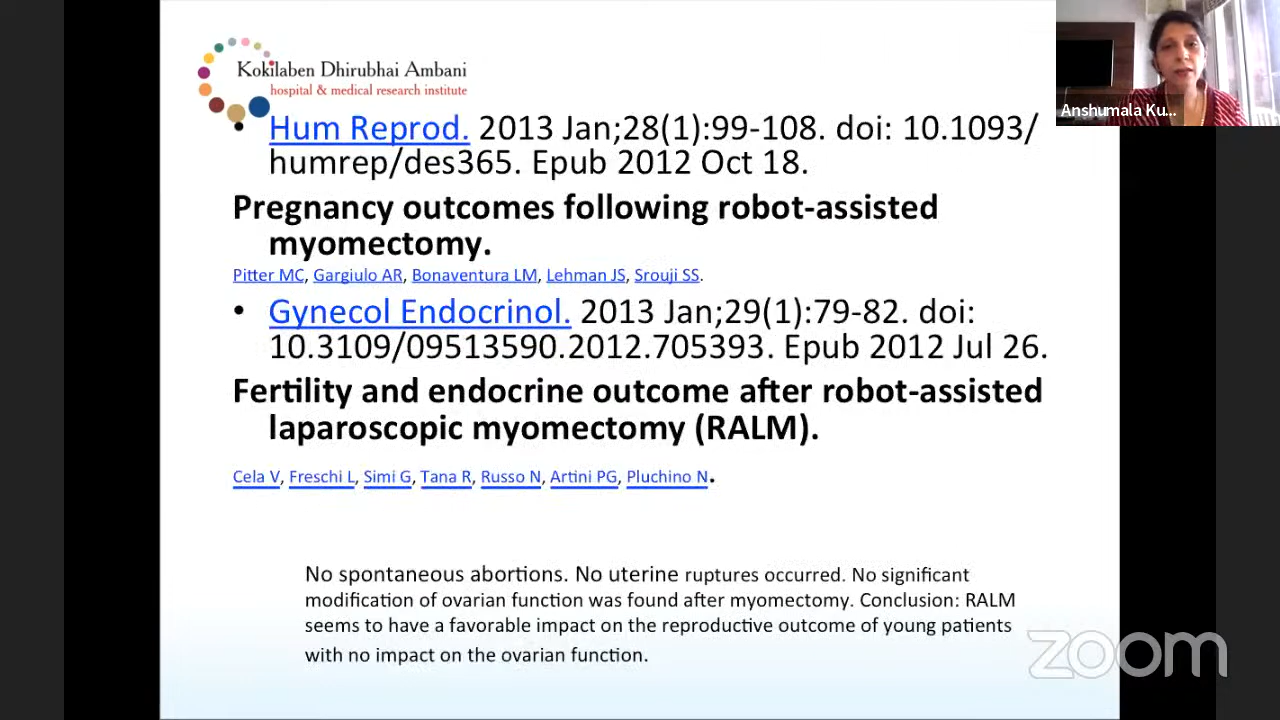 Kokilaben Dhirubhai Ambani
hospital & medical research institute
Anshumala Ku...
• Hum Reprod. 2013 Jan;28(1):99-108. doi: 10.1093/
humrep/des365. Epub 2012 Oct 18.
Pregnancy outcomes following robot-assisted
myomectomy.
Pitter MC, Gargiulo AR, Bonaventura LM, Lehman JS, Srouji SS.
• Gynecol Endocrinol. 2013 Jan;29(1):79-82. doi:
10.3109/09513590.2012.705393. Epub 2012 Jul 26.
Fertility and endocrine outcome after robot-assisted
laparoscopic myomectomy (RALM).
Cela V, Freschi L, Simi G, Tana R, Russo N, Artini PG, Pluchino N.
No spontaneous abortions. No uterine ruptures occurred. No significant
modification of ovarian function was found after myomectomy. Conclusion: RALM
seems to have a favorable impact on the reproductive outcome of young patients
with no impact on the ovarian function.
zoom